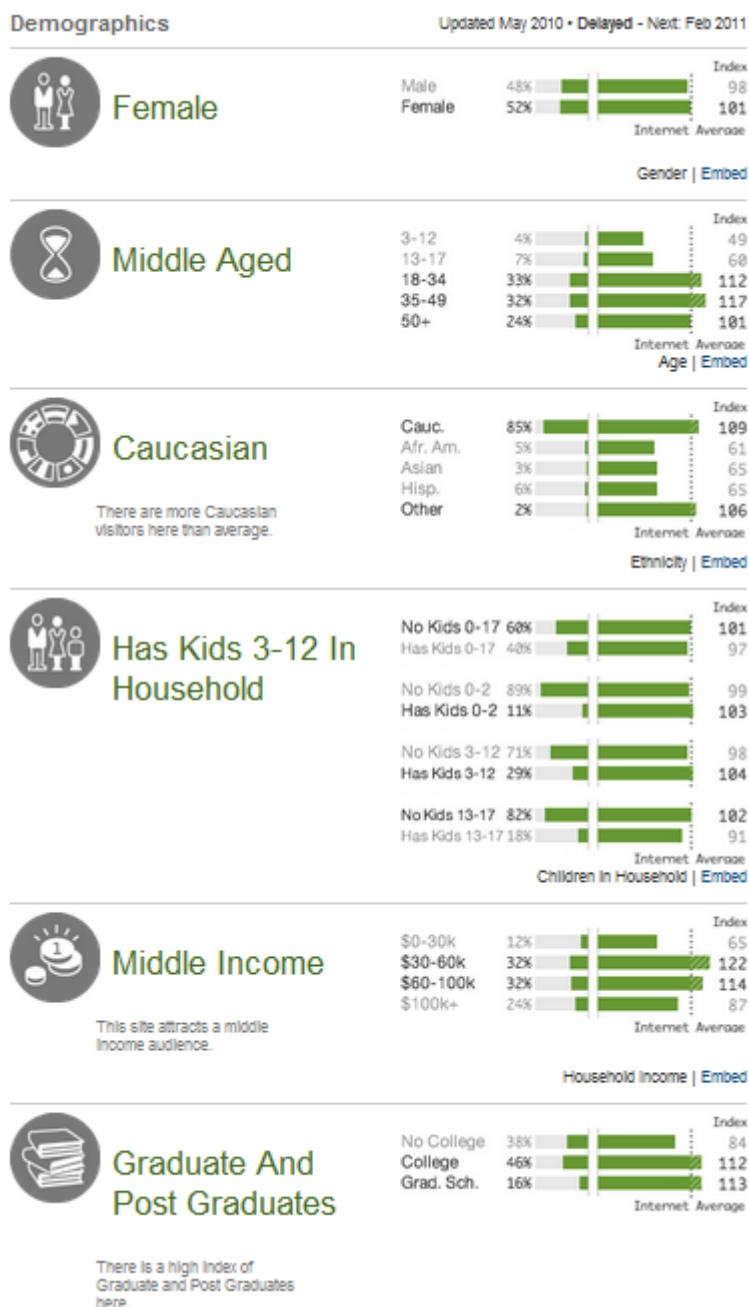 Demographics
Updated May 2010 • Delayed - Next: Feb 2011
Female
Index
Male 48% 98
Female 52% 101
Internet Average
Gender | Embed
Middle Aged
Index
3-12 4% 49
13-17 7% 60
18-34 33% 112
35-49 32% 117
50+ 24% 101
Internet Average
Age | Embed
Caucasian
There are more Caucasian
visitors here than average.
Index
Cauc. 85% 109
Afr. Am. 5% 61
Asian 3% 65
Hisp. 6% 65
Other 2% 106
Internet Average
Ethnicity | Embed
Has Kids 3-12 In
Household
Index
No Kids 0-17 60% 101
Has Kids 0-17 40% 97
No Kids 0-2 89% 99
Has Kids 0-2 11% 103
No Kids 3-12 71% 98
Has Kids 3-12 29% 104
No Kids 13-17 82% 102
Has Kids 13-17 18% 91
Internet Average
Children in Household | Embed
1
Middle Income
This site attracts a middle
income audience.
Index
$0-30k 12% 65
$30-60k 32% 122
$60-100k 32% 114
$100k+ 24% 87
Internet Average
Household Income | Embed
Graduate And
Post Graduates
There is a high index of
Graduate and Post Graduates
here.
Index
No College 38% 84
College 46% 112
Grad. Sch. 16% 113
Internet Average